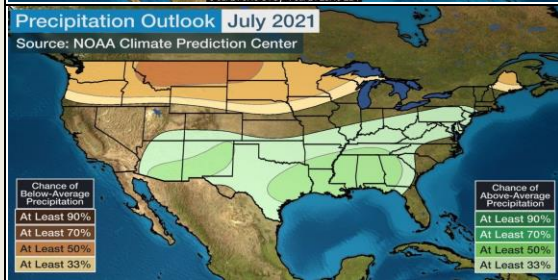 Precipitation Outlook July 2021
Source: NOAA Climate Prediction Center
Chance of
Below-Average
Precipitation
At Least 90%
At Least 70%
At Least 50%
At Least 33%
Chance of
Above-Average
Precipitation
At Least 90%
At Least 70%
At Least 50%
At Least 33%